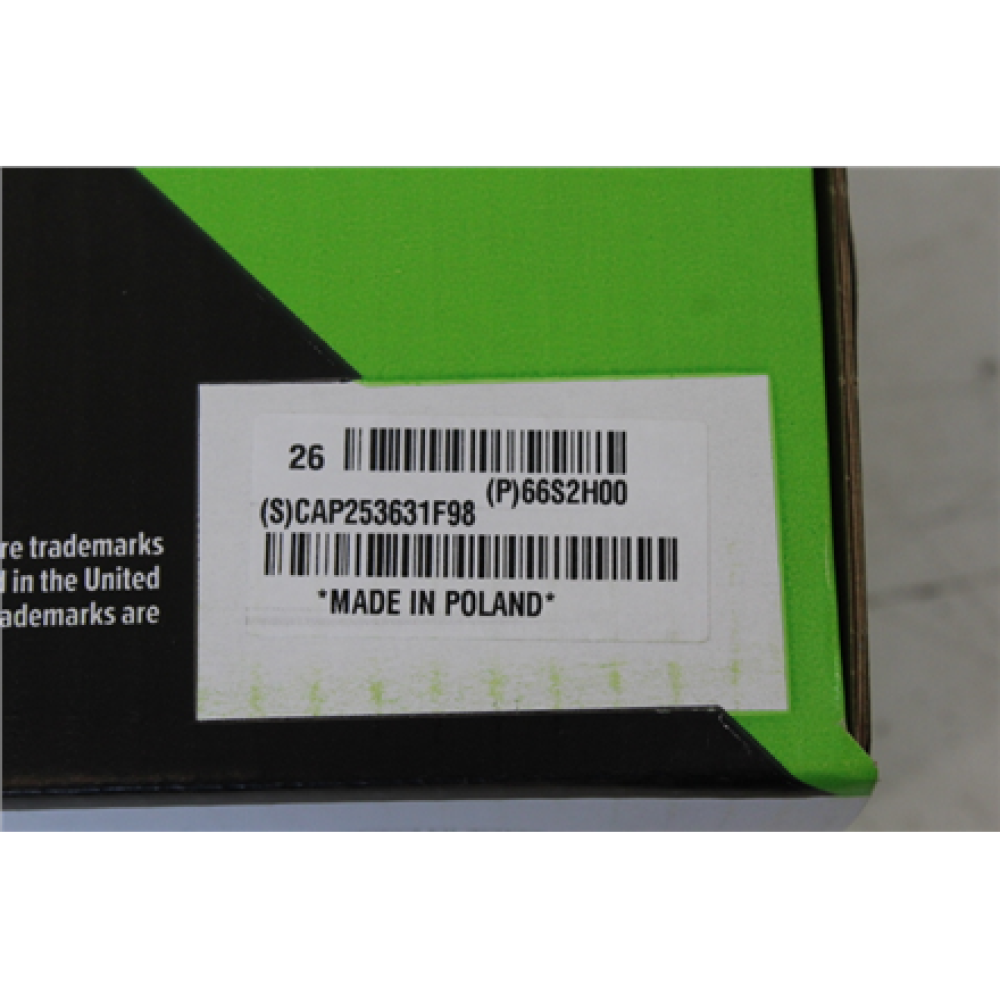 26
(P)66S2H00
(S)CAP253631F98
*MADE IN POLAND*
re trademarks
in the United
ademarks are